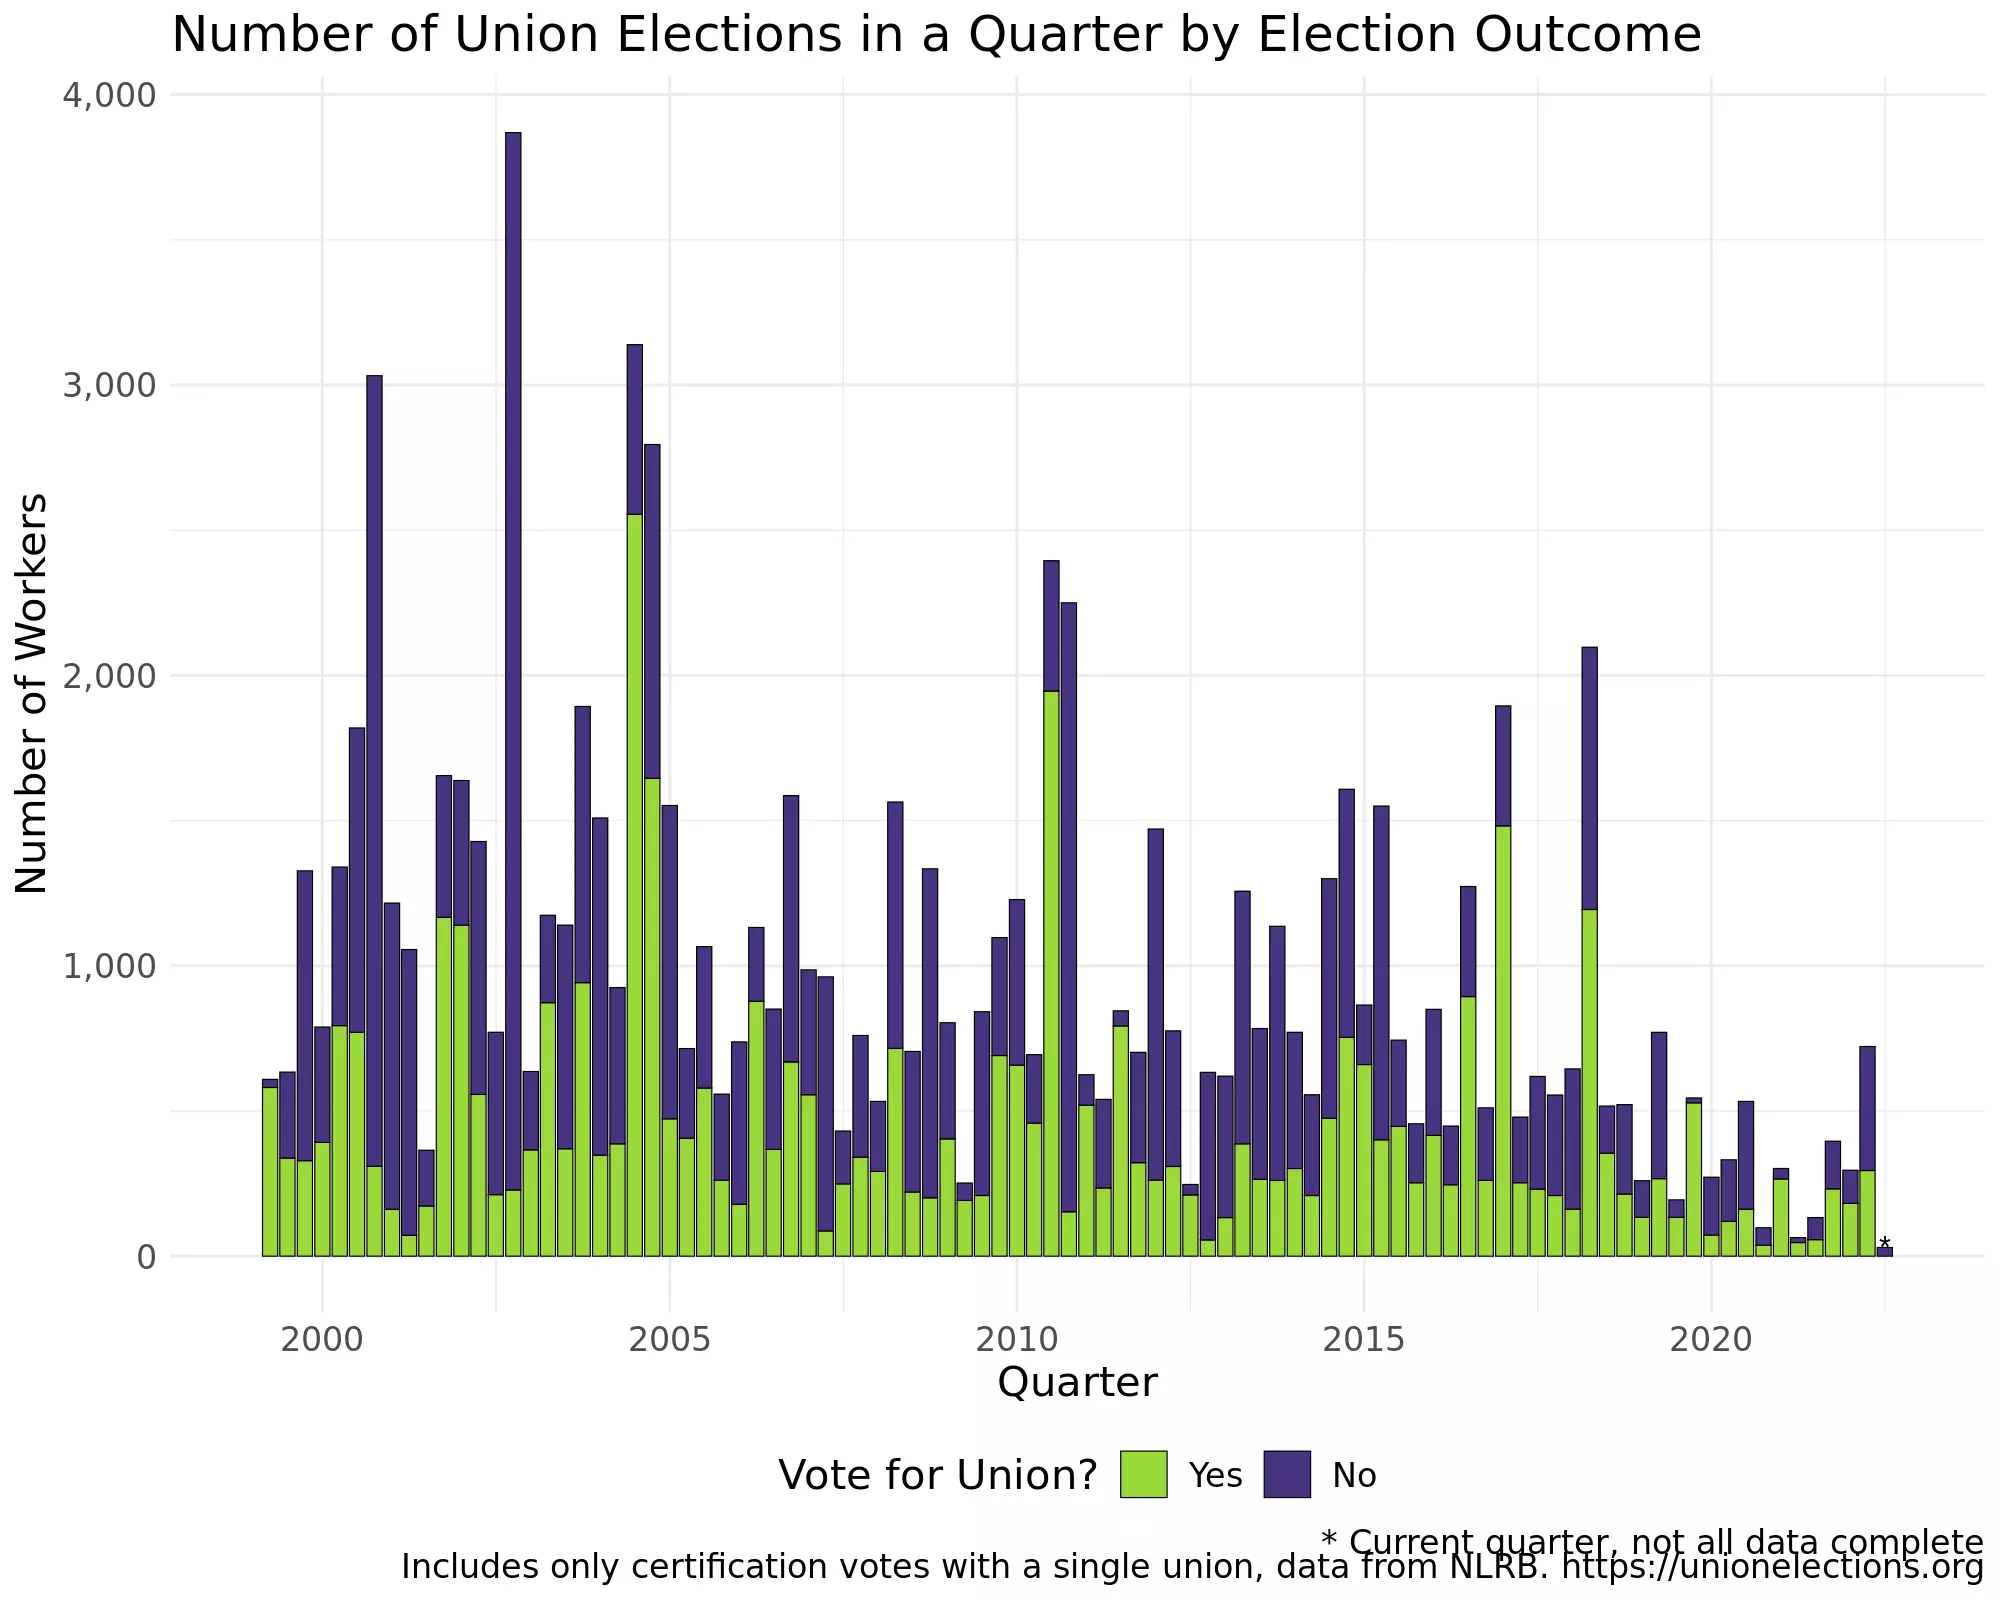 Number of Union Elections in a Quarter by Election Outcome
4,000
3,000
2,000
1,000
0
Number of Workers
*
2000 2005 2010 2015 2020
Quarter
Vote for Union? Yes No
* Current quarter, not all data complete
Includes only certification votes with a single union, data from NLRB. https://unionelections.org